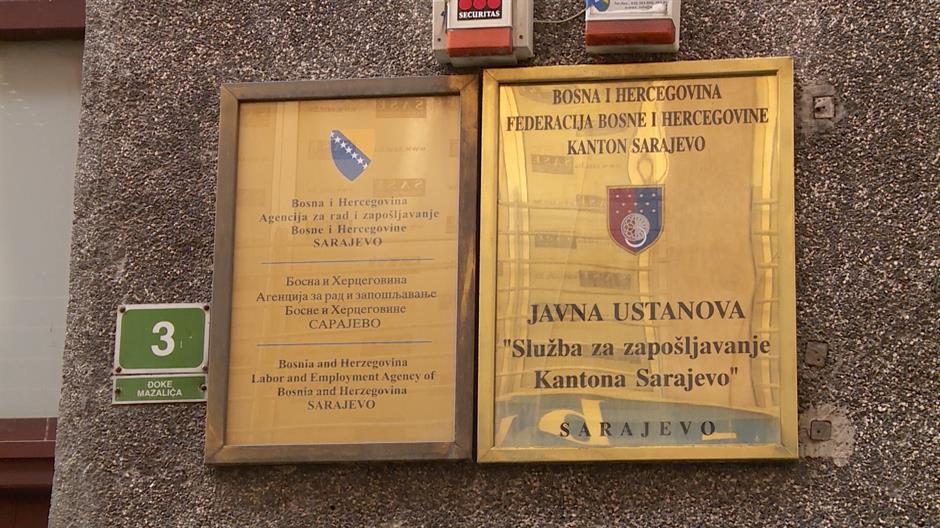 SECURITAS
3
ĐOKE
MAZALIĆA
Bosna i Hercegovina
Agencija za rad i zapošljavanje
Bosne i Hercegovine
SARAJEVO
Босна и Херцеговина
Агенција за рад и запошљавање
Босне и Херцеговине
САРАЈЕВО
Bosnia and Herzegovina
Labor and Employment Agency of
Bosnia and Herzegovina
SARAJEVO
BOSNA I HERCEGOVINA
FEDERACIJA BOSNE I HERCEGOVINE
KANTON SARAJEVO
JAVNA USTANOVA
"Služba za zapošljavanje
Kantona Sarajevo"
SARAJEVO